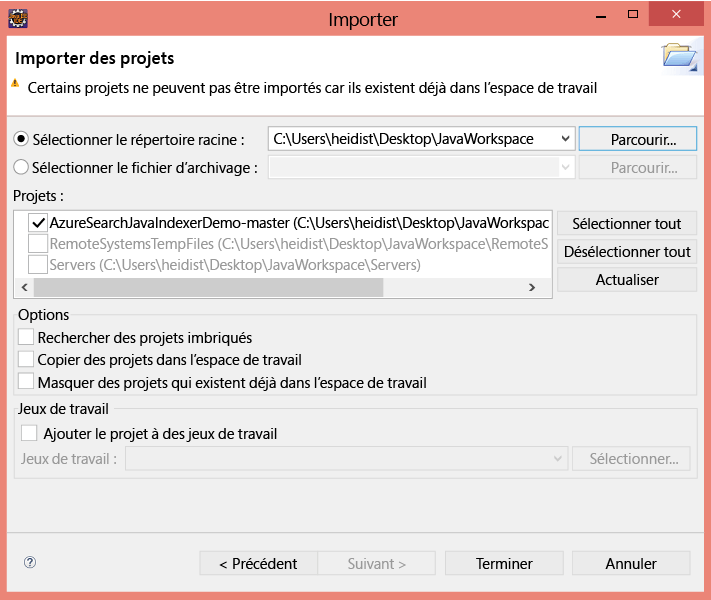 Importer
Importer des projets
Certains projets ne peuvent pas être importés car ils existent déjà dans l'espace de travail
Sélectionner le répertoire racine : C:\Users\heidist\Desktop\JavaWorkspace Parcourir...
Sélectionner le fichier d'archivage : Parcourir...
Projets :
AzureSearchJavaIndexerDemo-master (C:\Users\heidist\Desktop\JavaWorkspac Sélectionner tout
RemoteSystemsTempFiles (C:\Users\heidist\Desktop\JavaWorkspace\RemoteS Désélectionner tout
Servers (C:\Users\heidist\Desktop\JavaWorkspace\Servers) Actualiser
Options
Rechercher des projets imbriqués
Copier des projets dans l'espace de travail
Masquer des projets qui existent déjà dans l'espace de travail
Jeux de travail
Ajouter le projet à des jeux de travail
Jeux de travail : Sélectionner...
? < Précédent Suivant > Terminer Annuler